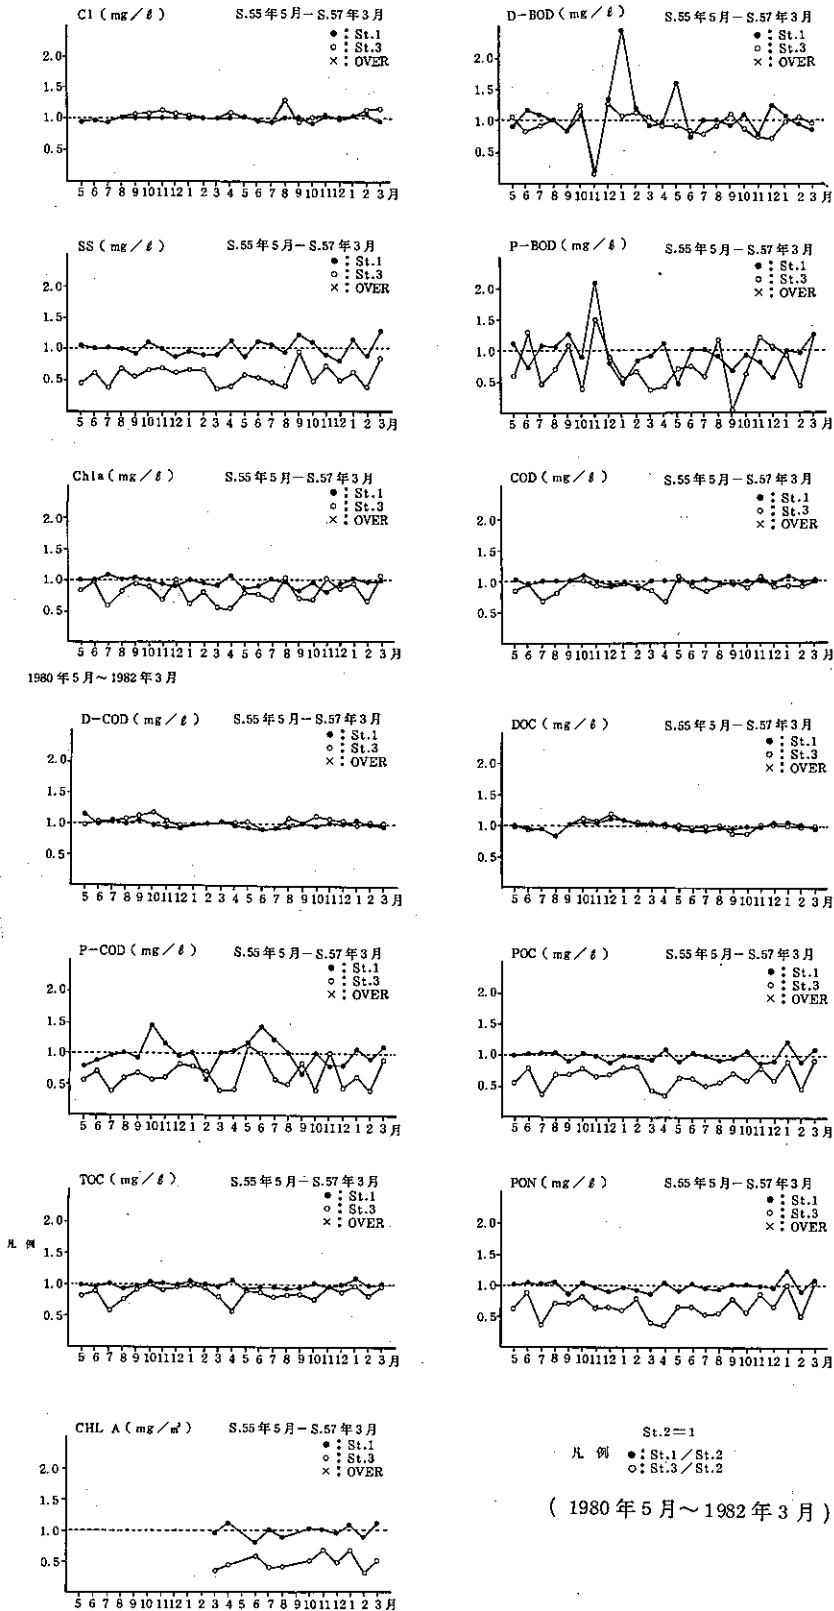 Cl ( mg / ℓ ) S.55年5月－S.57年3月
● : St.1
○ : St.3
× : OVER
2.0
1.5
1.0
0.5
5 6 7 8 9 10 11 12 1 2 3 4 5 6 7 8 9 10 11 12 1 2 3 月
D-BOD ( mg / ℓ ) S.55年5月－S.57年3月
● : St.1
○ : St.3
× : OVER
2.0
1.5
1.0
0.5
5 6 7 8 9 10 11 12 1 2 3 4 5 6 7 8 9 10 11 12 1 2 3 月
SS ( mg / ℓ ) S.55年5月－S.57年3月
● : St.1
○ : St.3
× : OVER
2.0
1.5
1.0
0.5
5 6 7 8 9 10 11 12 1 2 3 4 5 6 7 8 9 10 11 12 1 2 3 月
P-BOD ( mg / ℓ ) S.55年5月－S.57年3月
● : St.1
○ : St.3
× : OVER
2.0
1.5
1.0
0.5
5 6 7 8 9 10 11 12 1 2 3 4 5 6 7 8 9 10 11 12 1 2 3 月
Chla ( mg / ℓ ) S.55年5月－S.57年3月
● : St.1
○ : St.3
× : OVER
2.0
1.5
1.0
0.5
5 6 7 8 9 10 11 12 1 2 3 4 5 6 7 8 9 10 11 12 1 2 3 月
COD ( mg / ℓ ) S.55年5月－S.57年3月
● : St.1
○ : St.3
× : OVER
2.0
1.5
1.0
0.5
5 6 7 8 9 10 11 12 1 2 3 4 5 6 7 8 9 10 11 12 1 2 3 月
1980年5月～1982年3月
D-COD ( mg / ℓ ) S.55年5月－S.57年3月
● : St.1
○ : St.3
× : OVER
2.0
1.5
1.0
0.5
5 6 7 8 9 10 11 12 1 2 3 4 5 6 7 8 9 10 11 12 1 2 3 月
DOC ( mg / ℓ ) S.55年5月－S.57年3月
● : St.1
○ : St.3
× : OVER
2.0
1.5
1.0
0.5
5 6 7 8 9 10 11 12 1 2 3 4 5 6 7 8 9 10 11 12 1 2 3 月
P-COD ( mg / ℓ ) S.55年5月－S.57年3月
● : St.1
○ : St.3
× : OVER
2.0
1.5
1.0
0.5
5 6 7 8 9 10 11 12 1 2 3 4 5 6 7 8 9 10 11 12 1 2 3 月
POC ( mg / ℓ ) S.55年5月－S.57年3月
● : St.1
○ : St.3
× : OVER
2.0
1.5
1.0
0.5
5 6 7 8 9 10 11 12 1 2 3 4 5 6 7 8 9 10 11 12 1 2 3 月
TOC ( mg / ℓ ) S.55年5月－S.57年3月
● : St.1
○ : St.3
× : OVER
凡 例
2.0
1.5
1.0
0.5
5 6 7 8 9 10 11 12 1 2 3 4 5 6 7 8 9 10 11 12 1 2 3 月
PON ( mg / ℓ ) S.55年5月－S.57年3月
● : St.1
○ : St.3
× : OVER
2.0
1.5
1.0
0.5
5 6 7 8 9 10 11 12 1 2 3 4 5 6 7 8 9 10 11 12 1 2 3 月
CHL A ( mg / ㎡ ) S.55年5月－S.57年3月
● : St.1
○ : St.3
× : OVER
2.0
1.5
1.0
0.5
5 6 7 8 9 10 11 12 1 2 3 4 5 6 7 8 9 10 11 12 1 2 3 月
St.2＝1
凡 例 ● : St.1 / St.2
○ : St.3 / St.2
( 1980年5月～1982年3月 )